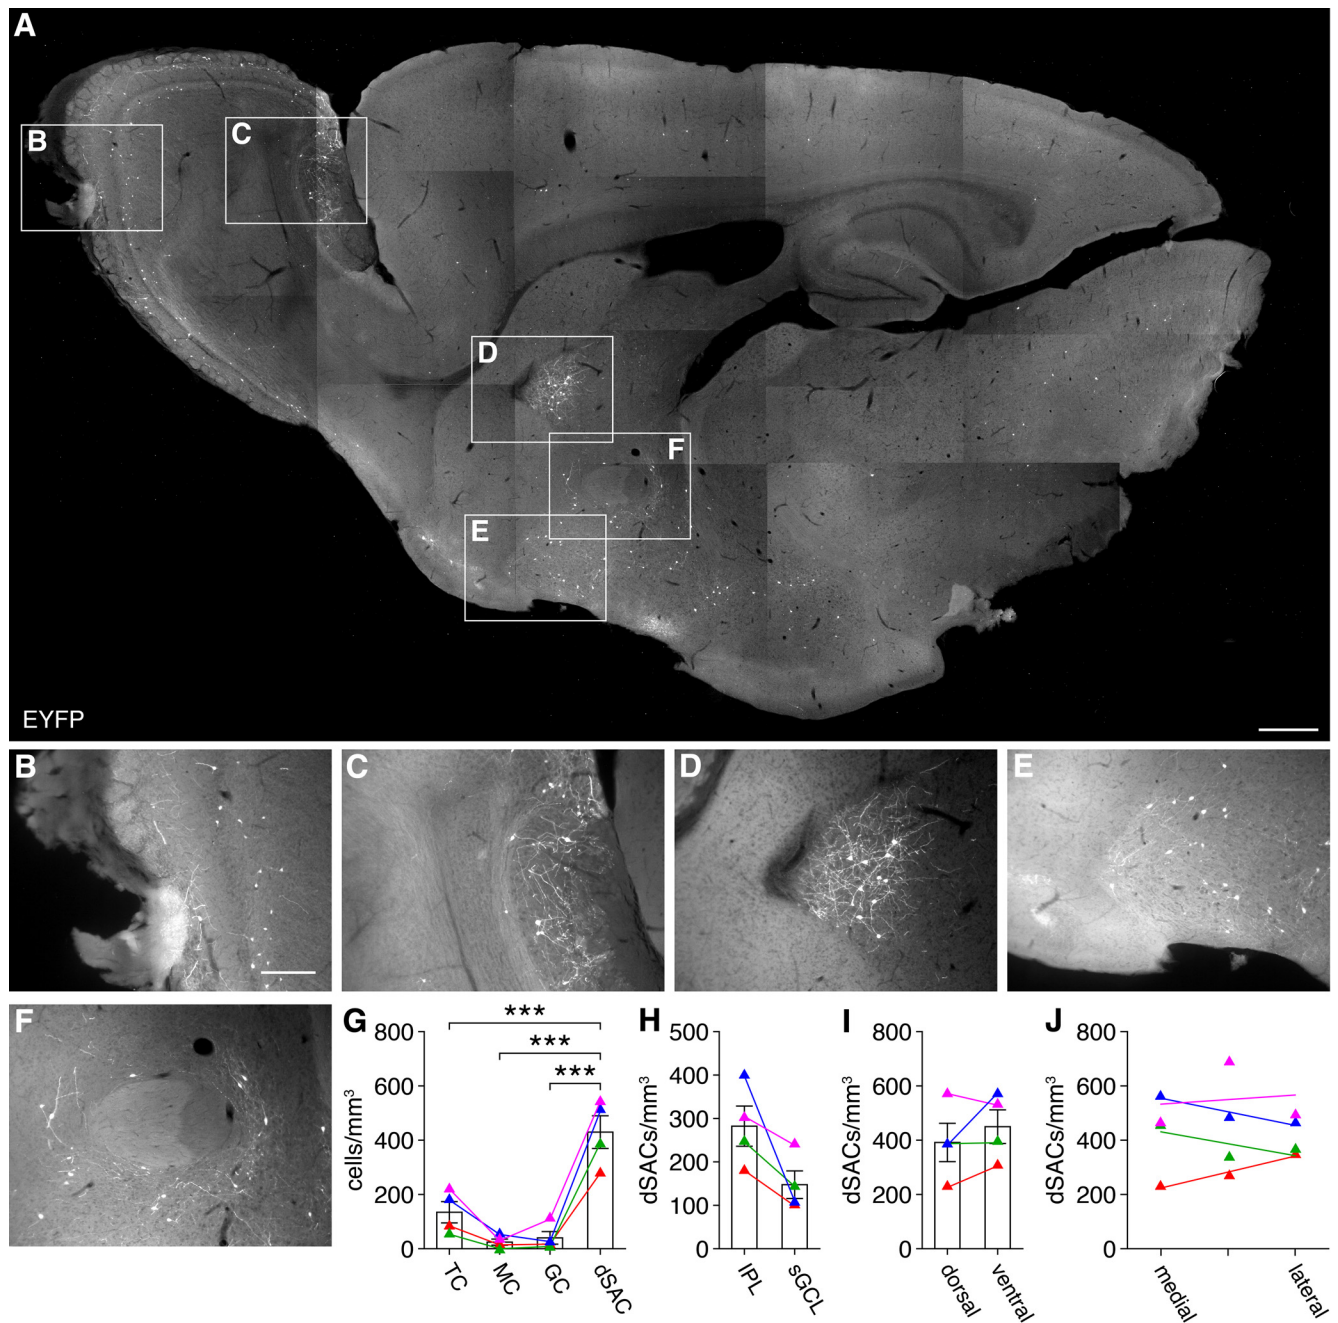 A
B
C
D
F
E
EYFP
B
C
D
E
F
G
cells/mm³
800
600
400
200
0
***
***
***
TC
MC
GC
dSAC
H
dSACs/mm³
500
400
300
200
100
0
IPL
sGCL
I
dSACs/mm³
800
600
400
200
0
dorsal
ventral
J
dSACs/mm³
800
600
400
200
0
medial
lateral